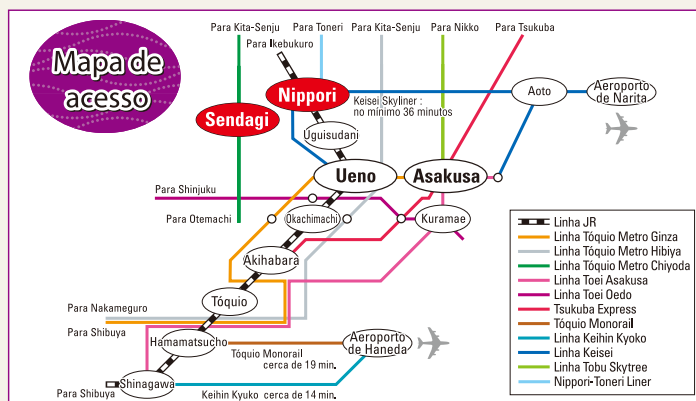 Mapa de
acesso
Para Kita-Senju
Para Toneri
Para Kita-Senju
Para Nikko
Para Tsukuba
Para Ikebukuro
Nippori
Sendagi
Keisei Skyliner :
no mínimo 36 minutos
Aoto
Aeroporto
de Narita
Uguisudani
Ueno
Asakusa
Para Shinjuku
Para Otemachi
Okachimachi
Kuramae
Akihabara
Tóquio
Para Nakameguro
Para Shibuya
Hamamatsucho
Tóquio Monorail
cerca de 19 min.
Aeroporto
de Haneda
Para Shibuya
Shinagawa
Keihin Kyuko cerca de 14 min.
Linha JR
Linha Tóquio Metro Ginza
Linha Tóquio Metro Hibiya
Linha Tóquio Metro Chiyoda
Linha Toei Asakusa
Linha Toei Oedo
Tsukuba Express
Tóquio Monorail
Linha Keihin Kyoko
Linha Keisei
Linha Tobu Skytree
Nippori-Toneri Liner